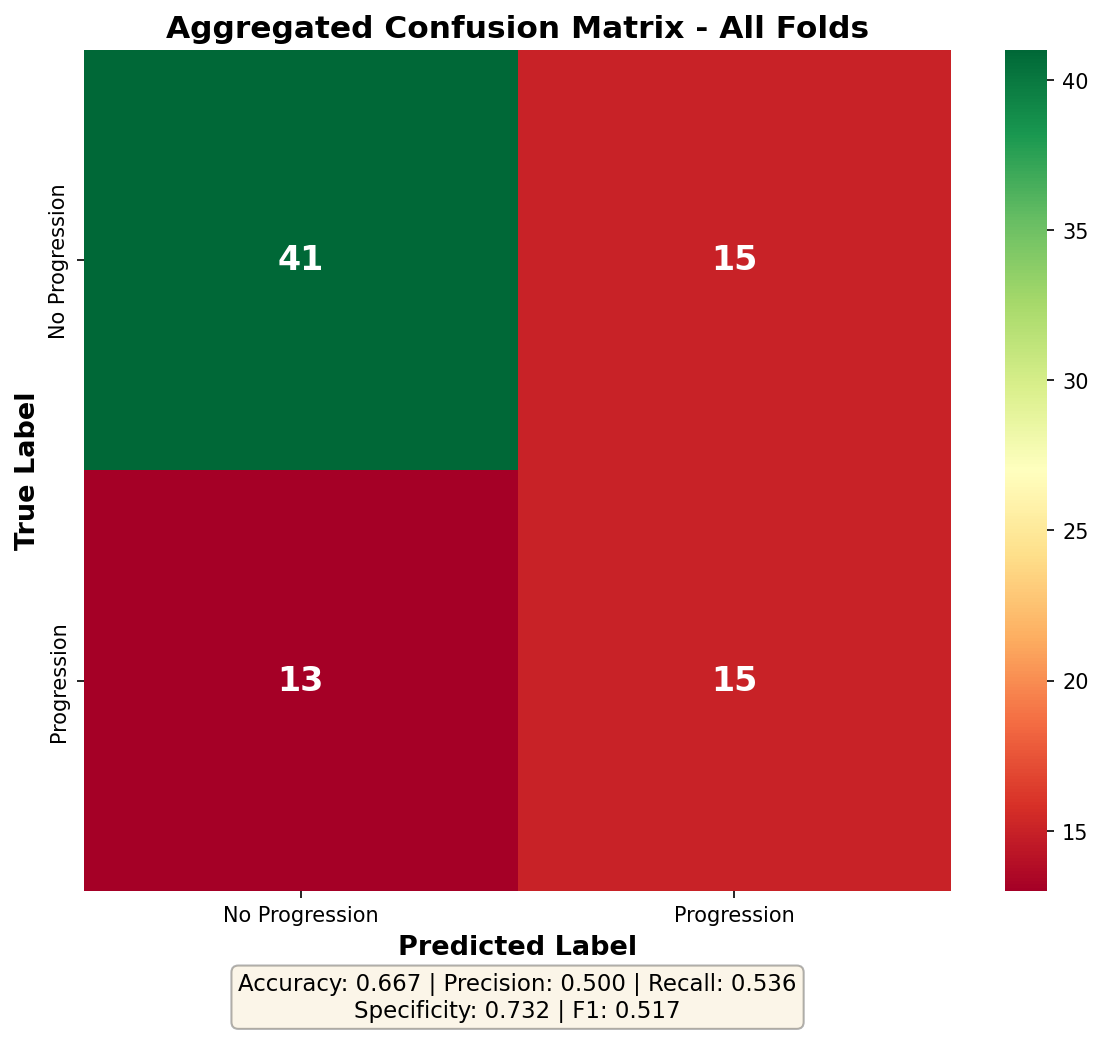 Aggregated Confusion Matrix - All Folds
True Label
No Progression
Progression
41
15
13
15
No Progression
Progression
Predicted Label
40
35
30
25
20
15
Accuracy: 0.667 | Precision: 0.500 | Recall: 0.536
Specificity: 0.732 | F1: 0.517